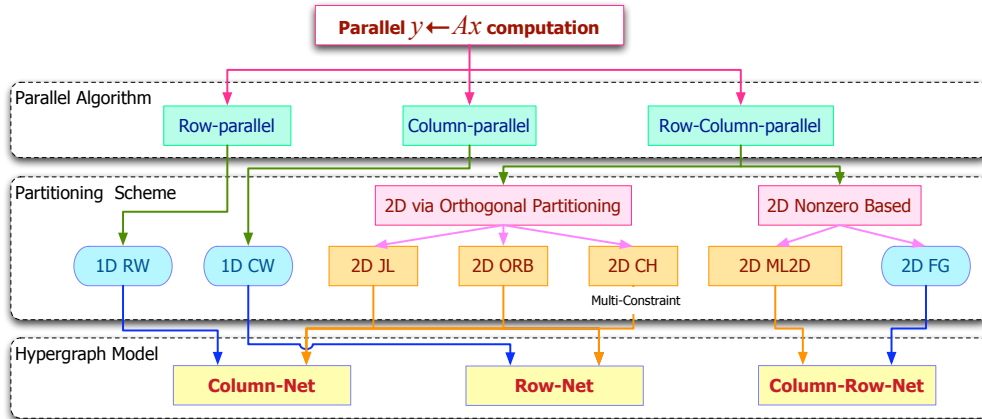 Parallel y ← Ax computation
Parallel Algorithm
Row-parallel
Column-parallel
Row-Column-parallel
Partitioning Scheme
2D via Orthogonal Partitioning
2D Nonzero Based
1D RW
1D CW
2D JL
2D ORB
2D CH
2D ML2D
2D FG
Multi-Constraint
Hypergraph Model
Column-Net
Row-Net
Column-Row-Net